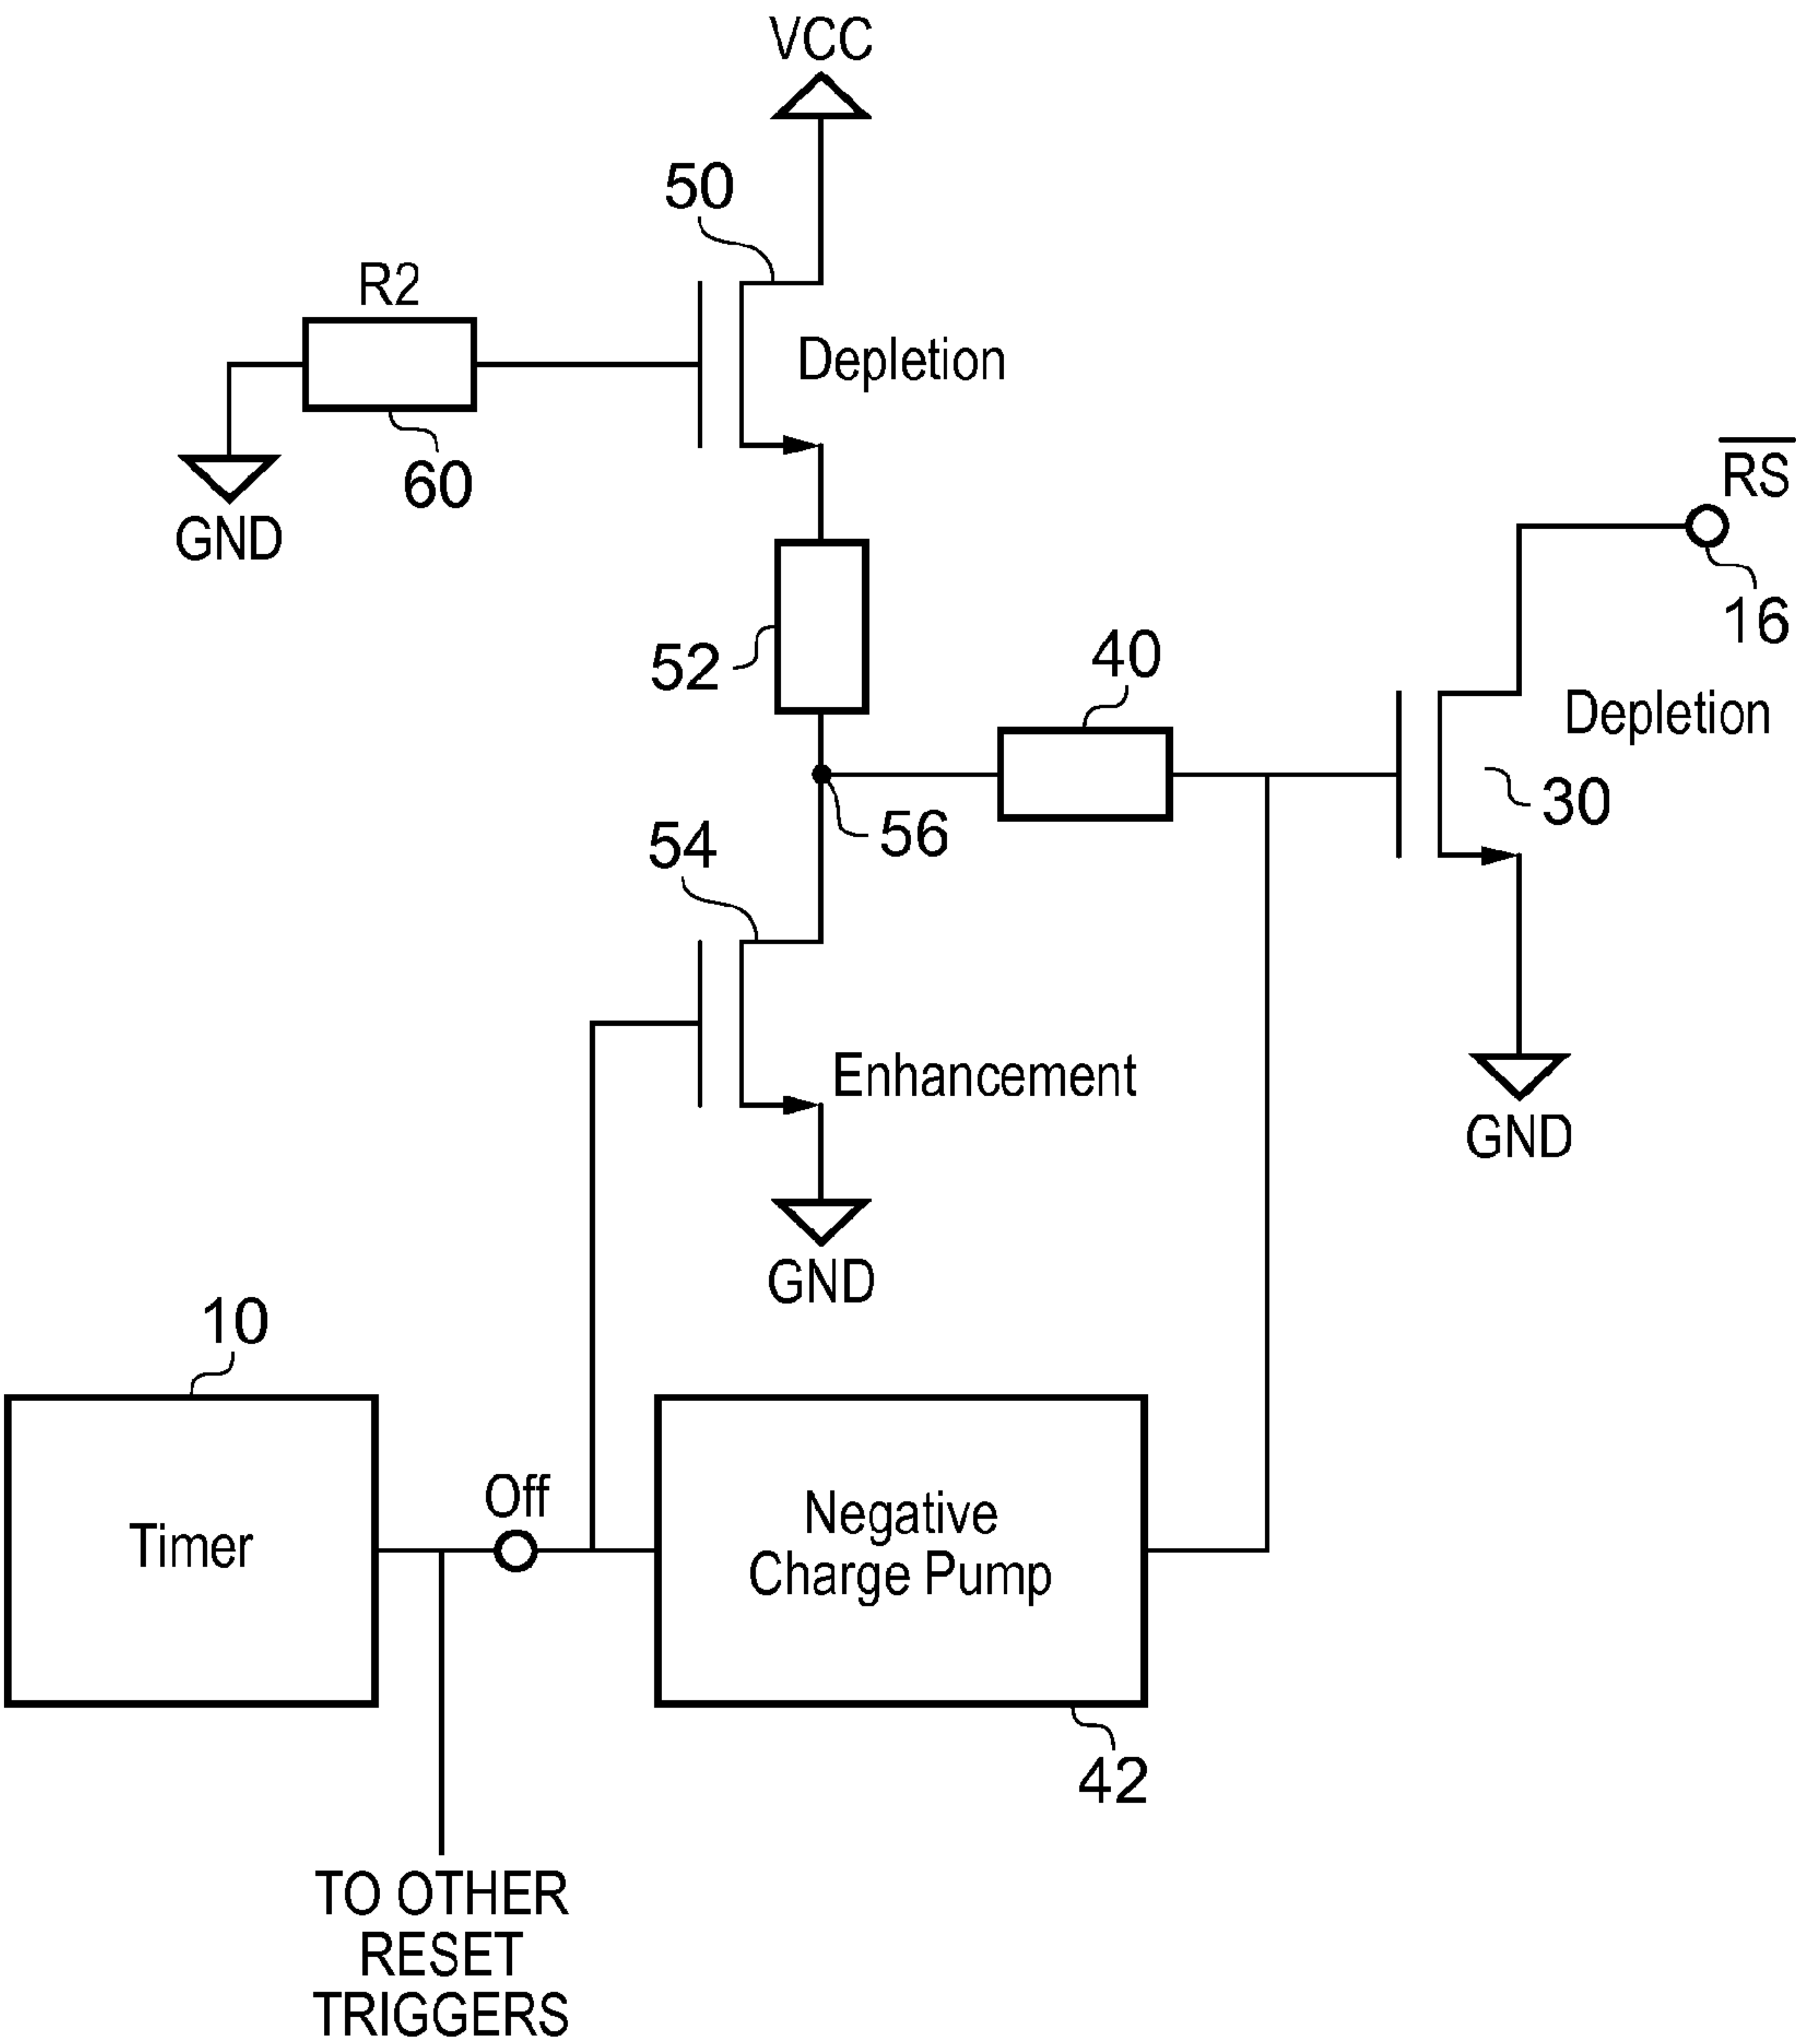 VCC
50
R2
Depletion
60
GND
RS
16
52
40
Depletion
30
56
54
Enhancement
GND
GND
10
Off
Timer
Negative
Charge Pump
42
TO OTHER
RESET
TRIGGERS